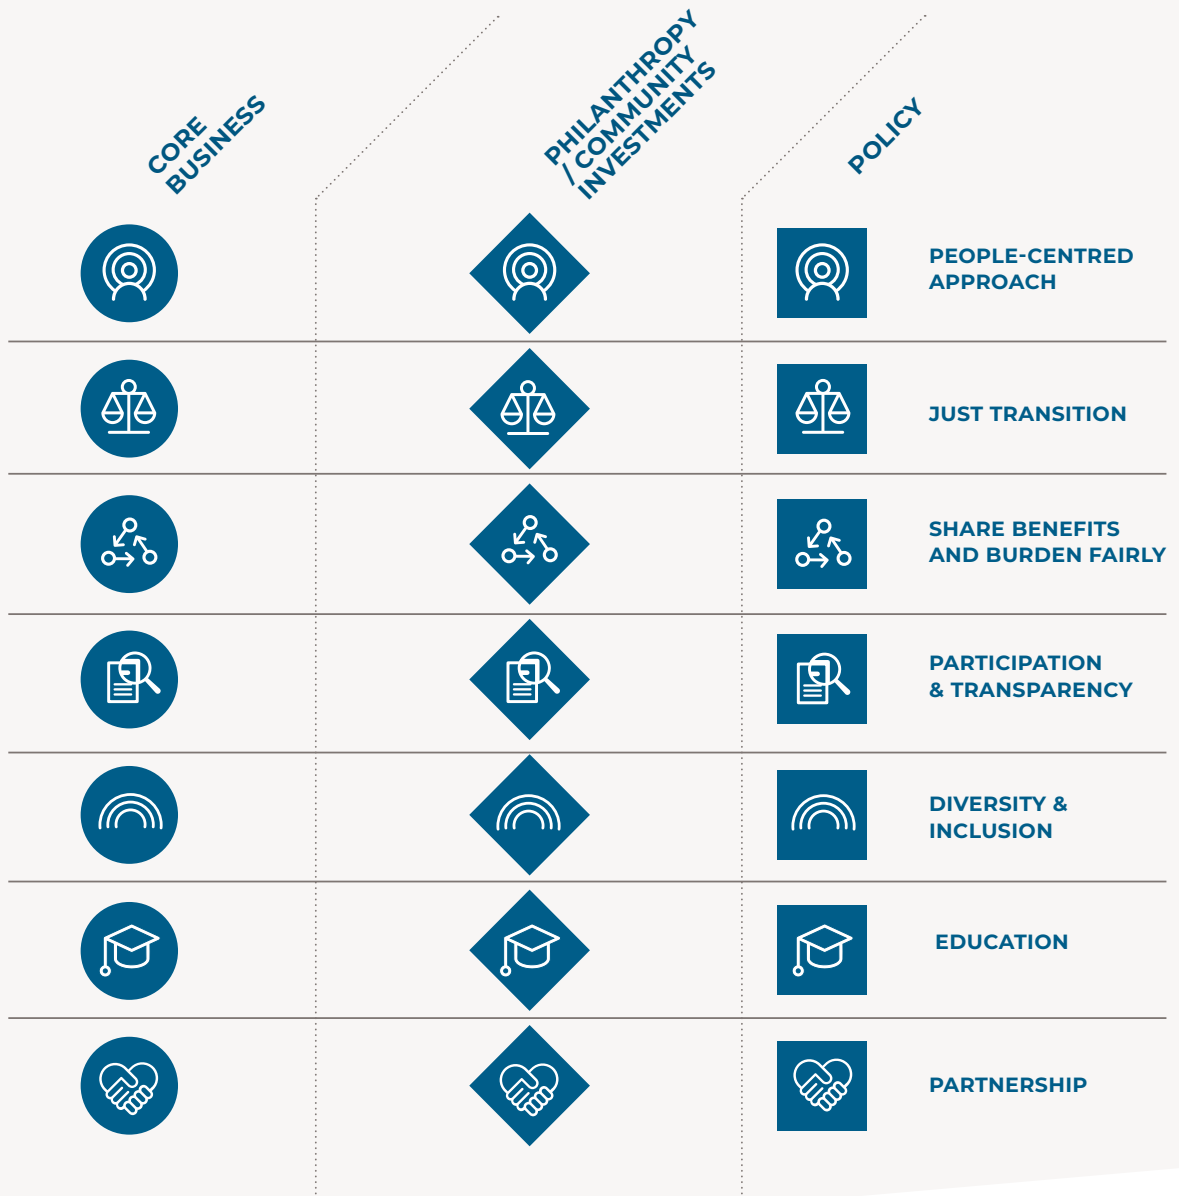 CORE
BUSINESS
PHILANTHROPY
/ COMMUNITY
INVESTMENTS
POLICY
PEOPLE-CENTRED
APPROACH
JUST TRANSITION
SHARE BENEFITS
AND BURDEN FAIRLY
PARTICIPATION
& TRANSPARENCY
DIVERSITY &
INCLUSION
EDUCATION
PARTNERSHIP